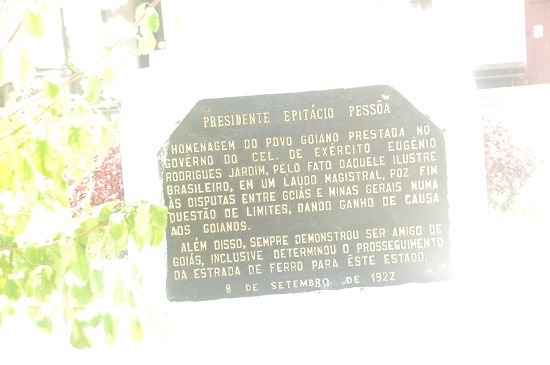 PRESIDENTE EPITÁCIO PESSÔA
HOMENAGEM DO POVO GOIANO PRESTADA NO
GOVÊRNO DO CEL. DE EXÉRCITO EUGÊNIO
RODRIGUES JARDIM, PELO FATO DAQUELE ILUSTRE
BRASILEIRO, EM UM LAUDO MAGISTRAL, POZ FIM
ÀS DISPUTAS ENTRE GOIÁS E MINAS GERAIS NUMA
QUESTÃO DE LIMITES, DANDO GANHO DE CAUSA
AOS GOIANOS.
ALÉM DISSO, SEMPRE DEMONSTROU SER AMIGO DE
GOIÁS, INCLUSIVE DETERMINOU O PROSSEGUIMENTO
DA ESTRADA DE FERRO PARA ÊSTE ESTADO.
8 DE SETEMBRO DE 1922